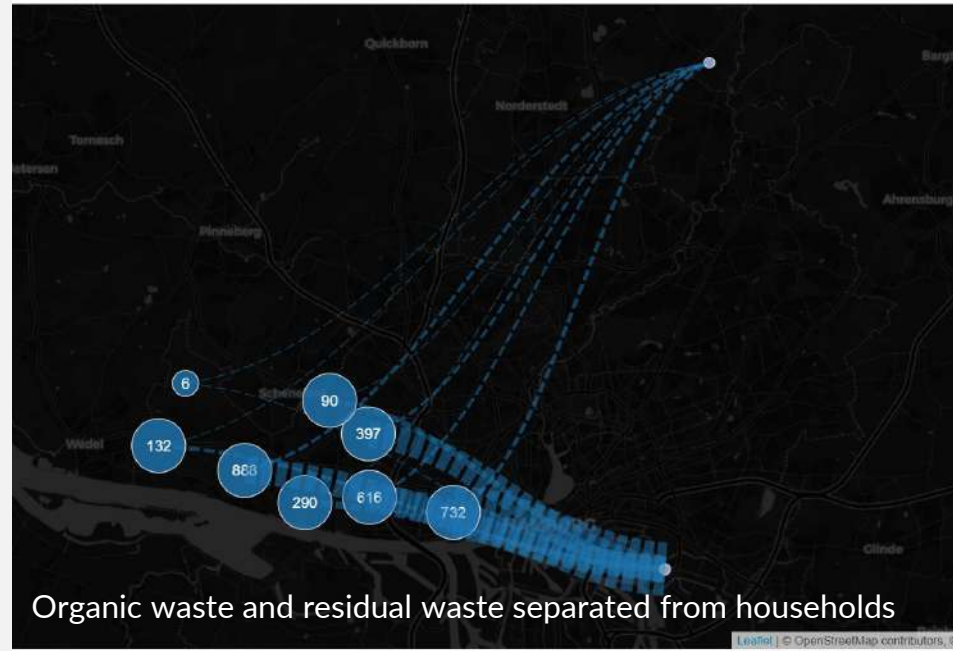 Quickborn
Norderstedt
Tornesch
Ahrensburg
Pinneberg
6
90
132
397
Wedel
888
290
616
732
Glinde
Organic waste and residual waste separated from households
Leaflet | © OpenStreetMap contributors, ©